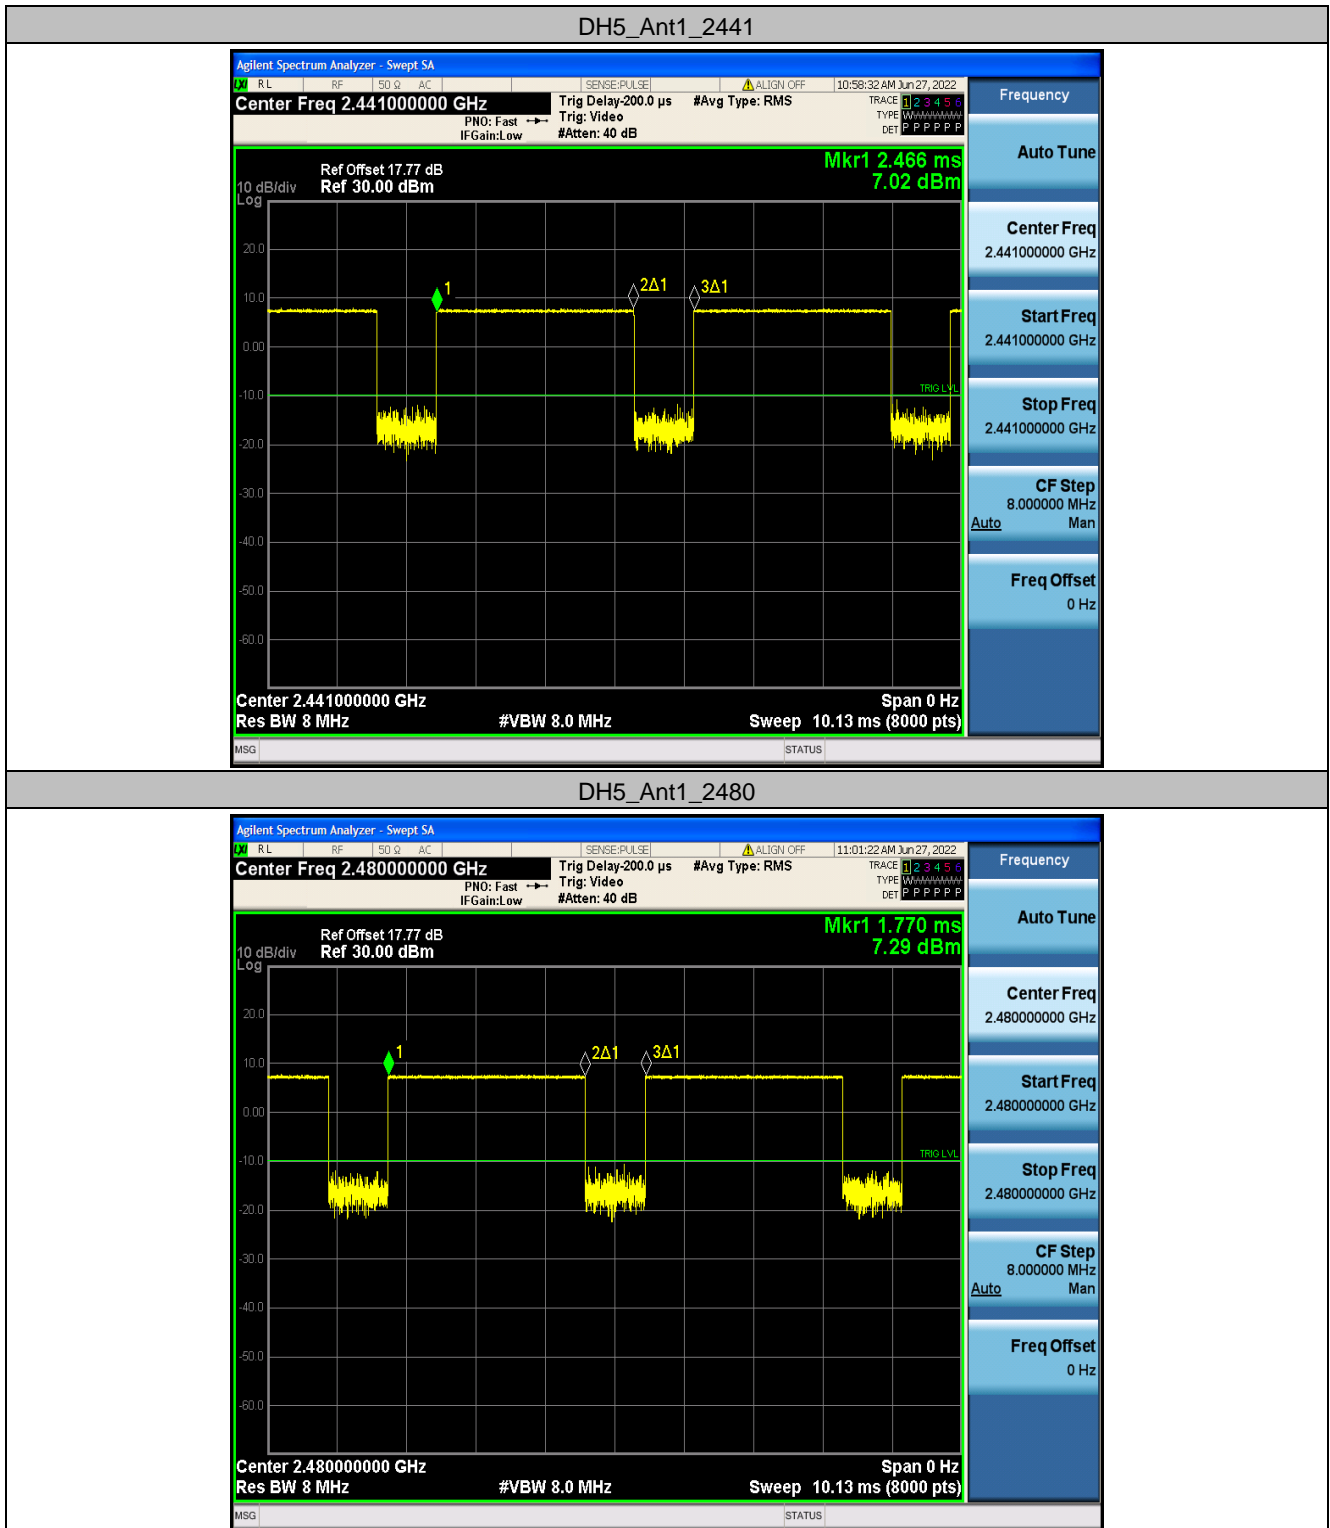 DH5_Ant1_2441
Agilent Spectrum Analyzer - Swept SA
LXI RL RF 50 Ω AC SENSE:PULSE ALIGN OFF 10:58:32 AM Jun 27, 2022
Center Freq 2.441000000 GHz
PNO: Fast
IFGain:Low
Trig Delay-200.0 µs
Trig: Video
#Atten: 40 dB
#Avg Type: RMS
TRACE 1 2 3 4 5 6
TYPE WWWWWW
DET P P P P P P
Mkr1 2.466 ms
7.02 dBm
Ref Offset 17.77 dB
10 dB/div Ref 30.00 dBm
Log
20.0
1
2Δ1
3Δ1
10.0
0.00
TRIG LVL
-10.0
-20.0
-30.0
-40.0
-50.0
-60.0
Center 2.441000000 GHz Span 0 Hz
Res BW 8 MHz #VBW 8.0 MHz Sweep 10.13 ms (8000 pts)
MSG STATUS
Frequency
Auto Tune
Center Freq
2.441000000 GHz
Start Freq
2.441000000 GHz
Stop Freq
2.441000000 GHz
CF Step
8.000000 MHz
Auto Man
Freq Offset
0 Hz
DH5_Ant1_2480
Agilent Spectrum Analyzer - Swept SA
LXI RL RF 50 Ω AC SENSE:PULSE ALIGN OFF 11:01:22 AM Jun 27, 2022
Center Freq 2.480000000 GHz
PNO: Fast
IFGain:Low
Trig Delay-200.0 µs
Trig: Video
#Atten: 40 dB
#Avg Type: RMS
TRACE 1 2 3 4 5 6
TYPE WWWWWW
DET P P P P P P
Mkr1 1.770 ms
7.29 dBm
Ref Offset 17.77 dB
10 dB/div Ref 30.00 dBm
Log
20.0
1
2Δ1
3Δ1
10.0
0.00
TRIG LVL
-10.0
-20.0
-30.0
-40.0
-50.0
-60.0
Center 2.480000000 GHz Span 0 Hz
Res BW 8 MHz #VBW 8.0 MHz Sweep 10.13 ms (8000 pts)
MSG STATUS
Frequency
Auto Tune
Center Freq
2.480000000 GHz
Start Freq
2.480000000 GHz
Stop Freq
2.480000000 GHz
CF Step
8.000000 MHz
Auto Man
Freq Offset
0 Hz